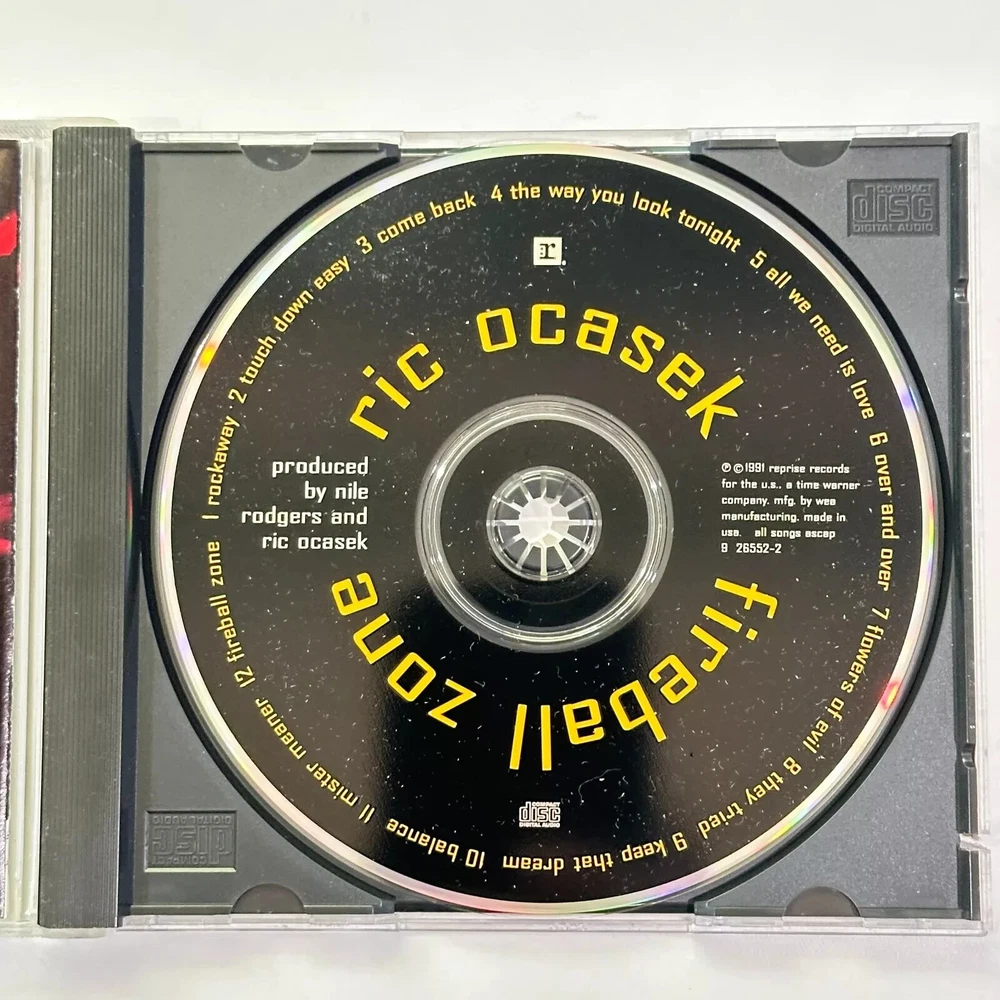 1 rockaway 2 touch down easy 3 come back 4 the way you look tonight 5 all we need is love 6 over and over 7 flowers of evil 8 they tried 9 keep that dream 10 balance 11 mister meaner 12 fireball zone
r.
ric ocasek
produced
by nile
rodgers and
ric ocasek
℗ © 1991 reprise records
for the u.s., a time warner
company. mfg. by wea
manufacturing. made in
usa. all songs ascap
9 26552-2
fireball zone
COMPACT
disc
DIGITAL AUDIO
COMPACT
disc
DIGITAL AUDIO
COMPACT
disc
DIGITAL AUDIO